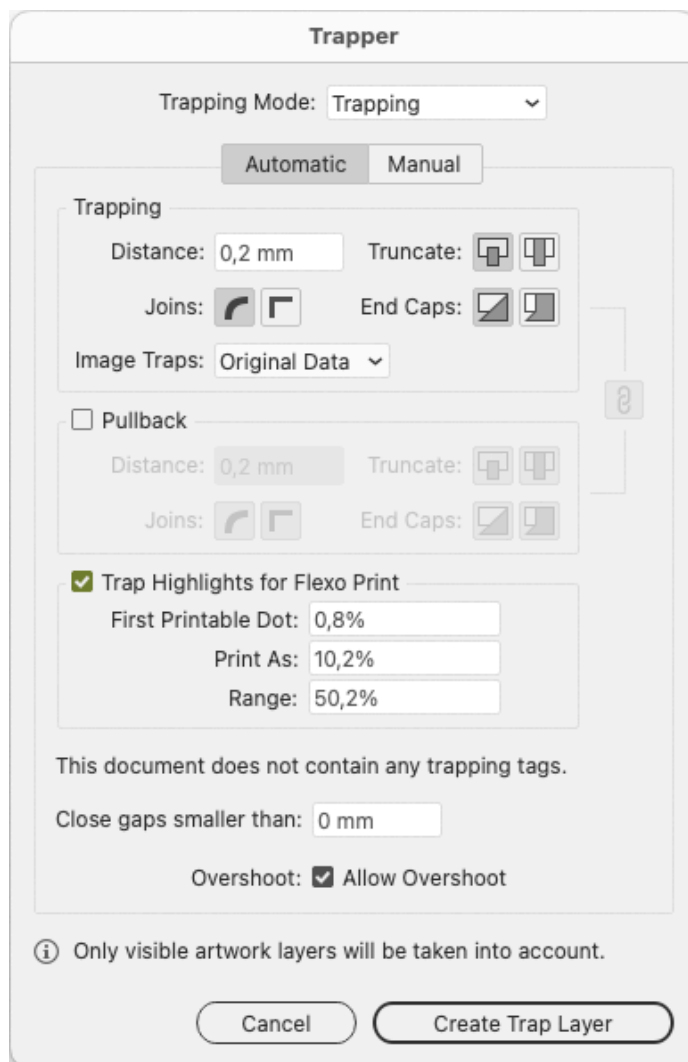 Trapper
Trapping Mode: Trapping
Automatic Manual
Trapping
Distance: 0,2 mm Truncate:
Joins: End Caps:
Image Traps: Original Data
Pullback
Distance: 0,2 mm Truncate:
Joins: End Caps:
Trap Highlights for Flexo Print
First Printable Dot: 0,8%
Print As: 10,2%
Range: 50,2%
This document does not contain any trapping tags.
Close gaps smaller than: 0 mm
Overshoot: Allow Overshoot
Only visible artwork layers will be taken into account.
Cancel Create Trap Layer